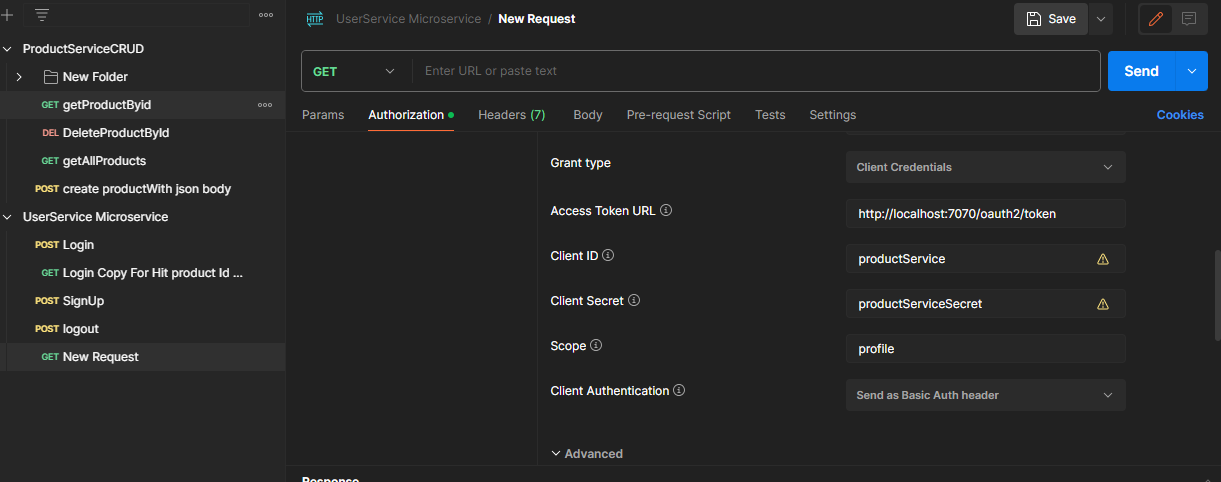 HTTP UserService Microservice / New Request
Save
ProductServiceCRUD
New Folder
GET getProductByid
DEL DeleteProductById
GET getAllProducts
POST create productWith json body
UserService Microservice
POST Login
GET Login Copy For Hit product Id ...
POST SignUp
POST logout
GET New Request
GET Enter URL or paste text
Send
Params Authorization Headers (7) Body Pre-request Script Tests Settings
Cookies
Grant type Client Credentials
Access Token URL http://localhost:7070/oauth2/token
Client ID productService
Client Secret productServiceSecret
Scope profile
Client Authentication Send as Basic Auth header
Advanced
Response